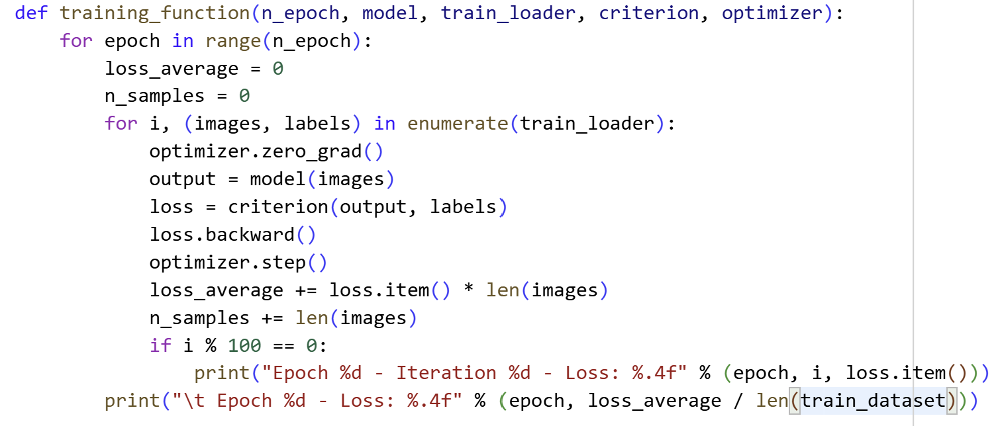 def training_function(n_epoch, model, train_loader, criterion, optimizer):
    for epoch in range(n_epoch):
        loss_average = 0
        n_samples = 0
        for i, (images, labels) in enumerate(train_loader):
            optimizer.zero_grad()
            output = model(images)
            loss = criterion(output, labels)
            loss.backward()
            optimizer.step()
            loss_average += loss.item() * len(images)
            n_samples += len(images)
            if i % 100 == 0:
                print("Epoch %d - Iteration %d - Loss: %.4f" % (epoch, i, loss.item()))
        print("\t Epoch %d - Loss: %.4f" % (epoch, loss_average / len(train_dataset)))